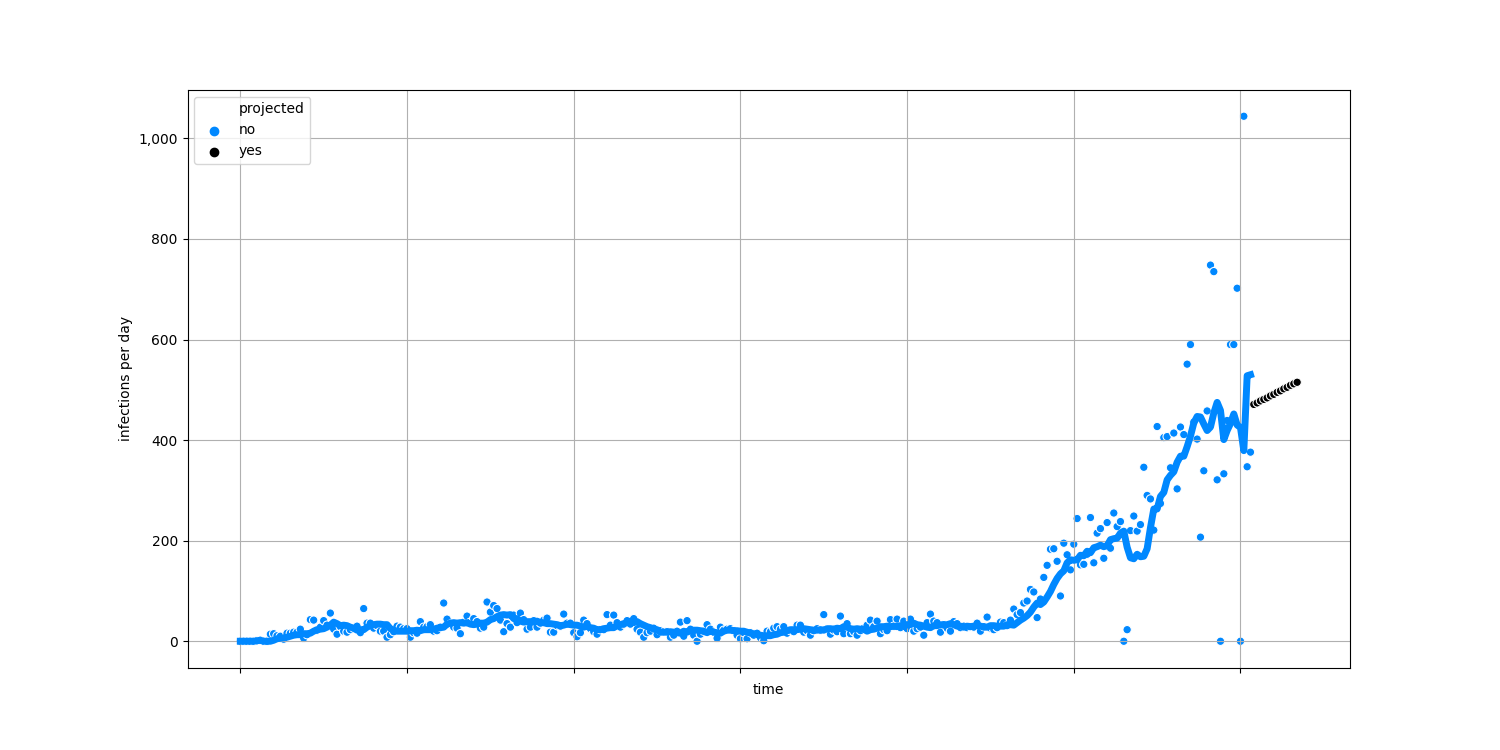 projected
no
yes
1,000
800
600
400
200
0
infections per day
time